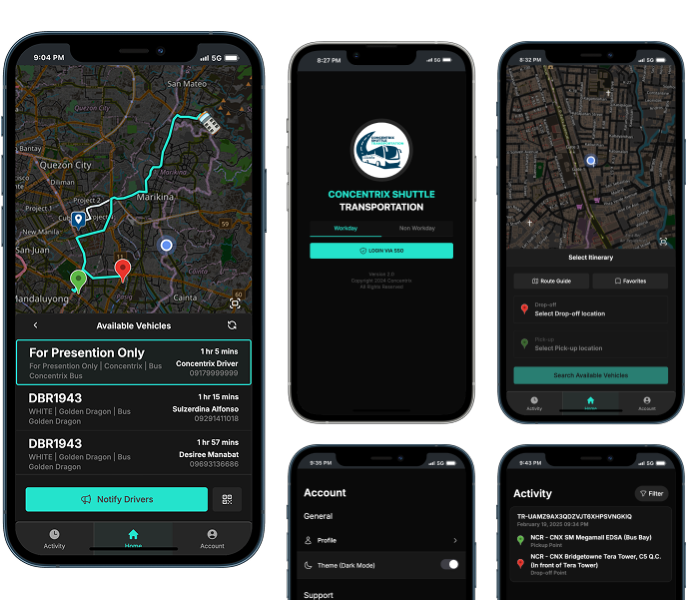 9:04 PM
5G
San Mateo
Quezon City
Bantay
Quezon City
Diliman
Project 2
Project 1
Marikina
Marikina
New Manila
San Juan
59
11
Mandaluyong
Cainta
Available Vehicles
For Presention Only
1 hr 5 mins
For Presention Only | Concentrix | Bus
Concentrix Driver
Concentrix Bus
09179999999
DBR1943
1 hr 15 mins
WHITE | Golden Dragon | Bus
Sulzerdina Alfonso
Golden Dragon
09291411018
DBR1943
1 hr 57 mins
WHITE | Golden Dragon | Bus
Desiree Manabat
Golden Dragon
09693136686
Notify Drivers
Activity
Home
Account
8:27 PM
5G
CONCENTRIX SHUTTLE
TRANSPORTATION
Workday
Non Workday
LOGIN VIA SSO
Version 2.0
Copyright 2024 Concentrix
All Rights Reserved
8:32 PM
5G
Select Itinerary
Route Guide
Favorites
Drop-off
Select Drop-off location
Pick-up
Select Pick-up location
Search Available Vehicles
Activity
Home
Account
9:39 PM
5G
Account
General
Profile
Theme (Dark Mode)
Support
9:43 PM
5G
Activity
Filter
TR-UAMZ9AX3QDZVJT6XHPSVNGKIQ
February 19, 2025 09:34 PM
NCR - CNX SM Megamall EDSA (Bus Bay)
Pickup Point
NCR - CNX Bridgetowne Tera Tower, C5 Q.C.
(In front of Tera Tower)
Drop-off Point